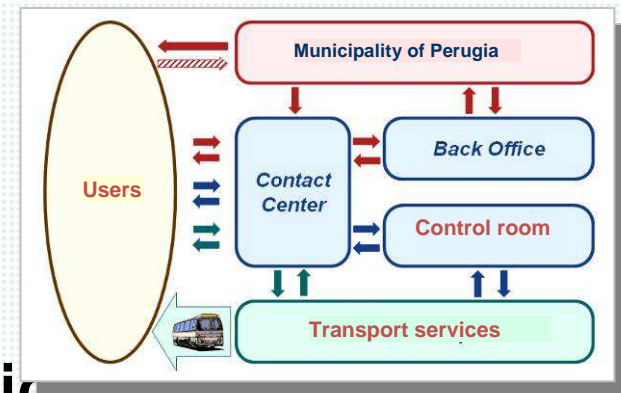 Municipality of Perugia
Users
Contact
Center
Back Office
Control room
Transport services